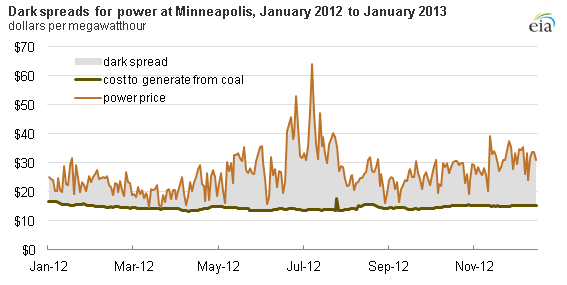 Dark spreads for power at Minneapolis, January 2012 to January 2013
dollars per megawatthour
eia
$70
$60
$50
$40
$30
$20
$10
$0
dark spread
cost to generate from coal
power price
Jan-12 Mar-12 May-12 Jul-12 Sep-12 Nov-12